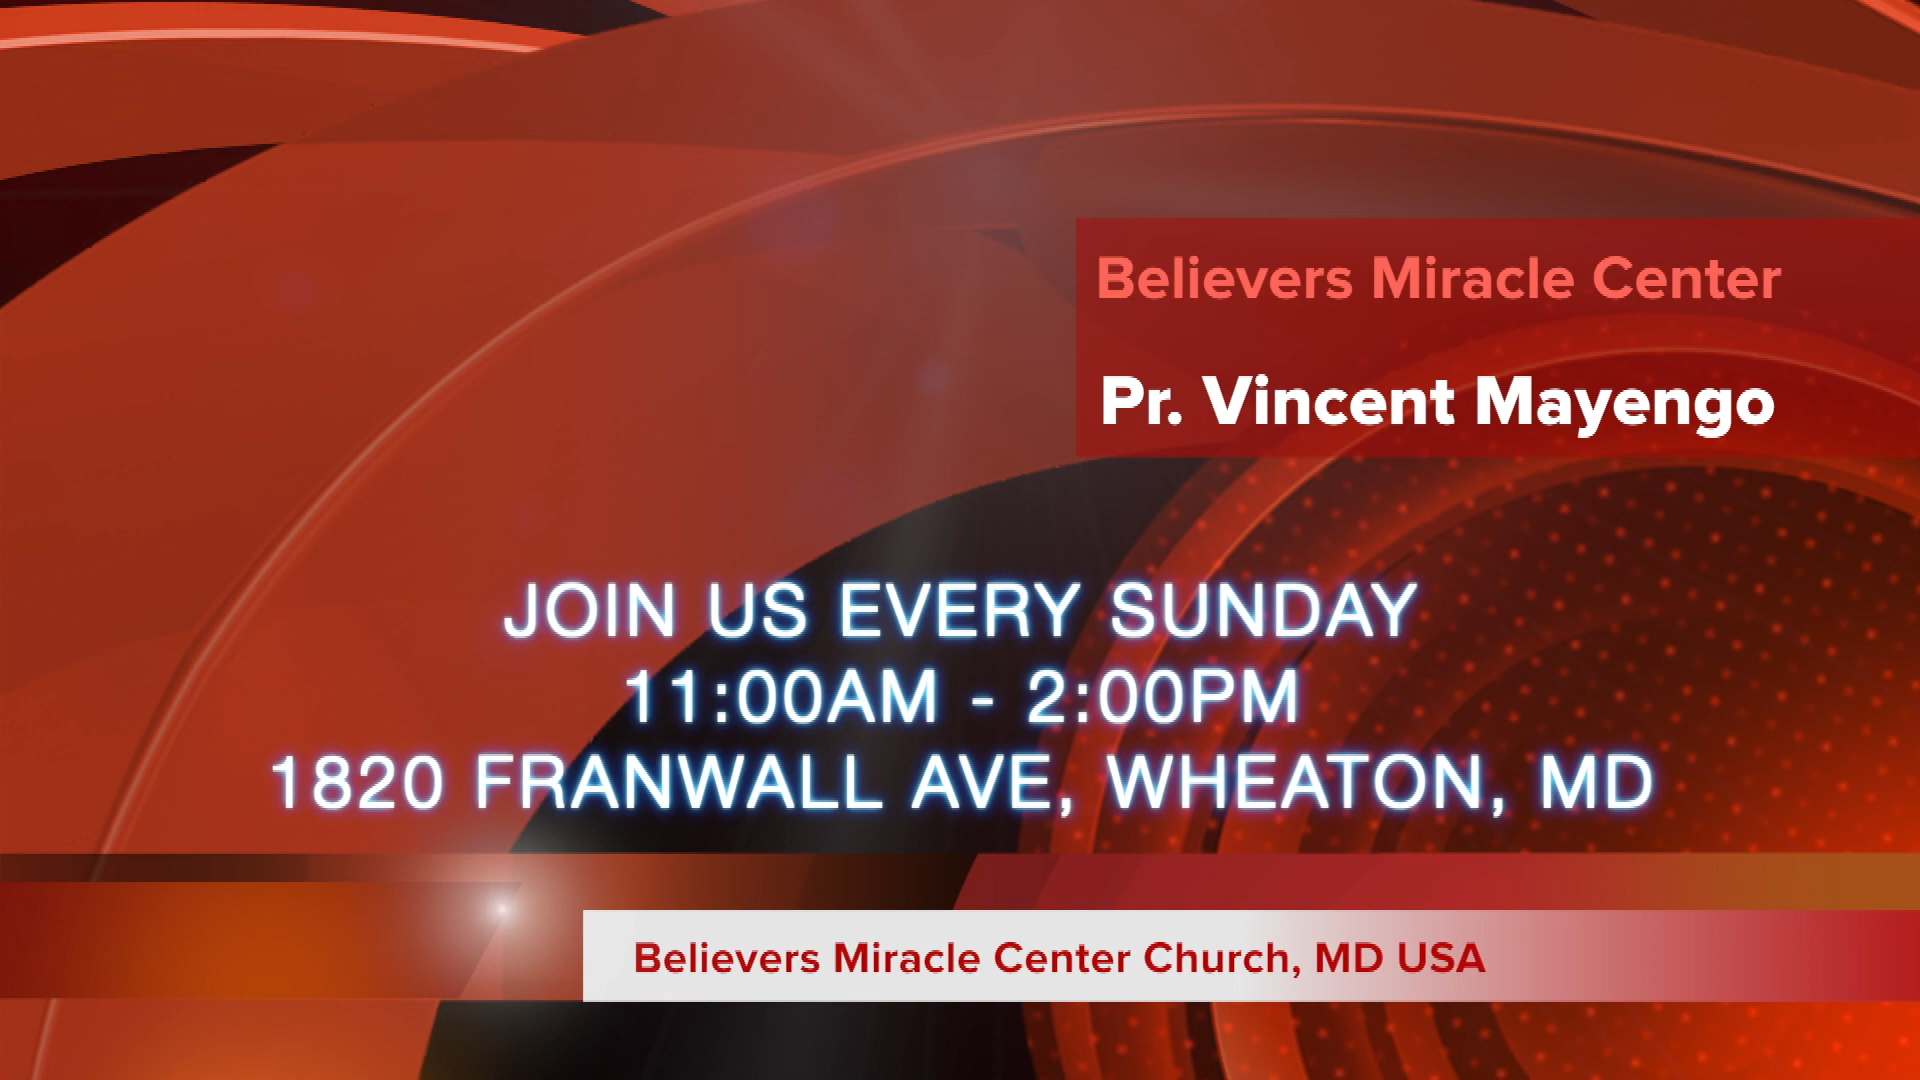 Believers Miracle Center
Pr. Vincent Mayengo
JOIN US EVERY SUNDAY
11:00AM - 2:00PM
1820 FRANWALL AVE, WHEATON, MD
Believers Miracle Center Church, MD USA